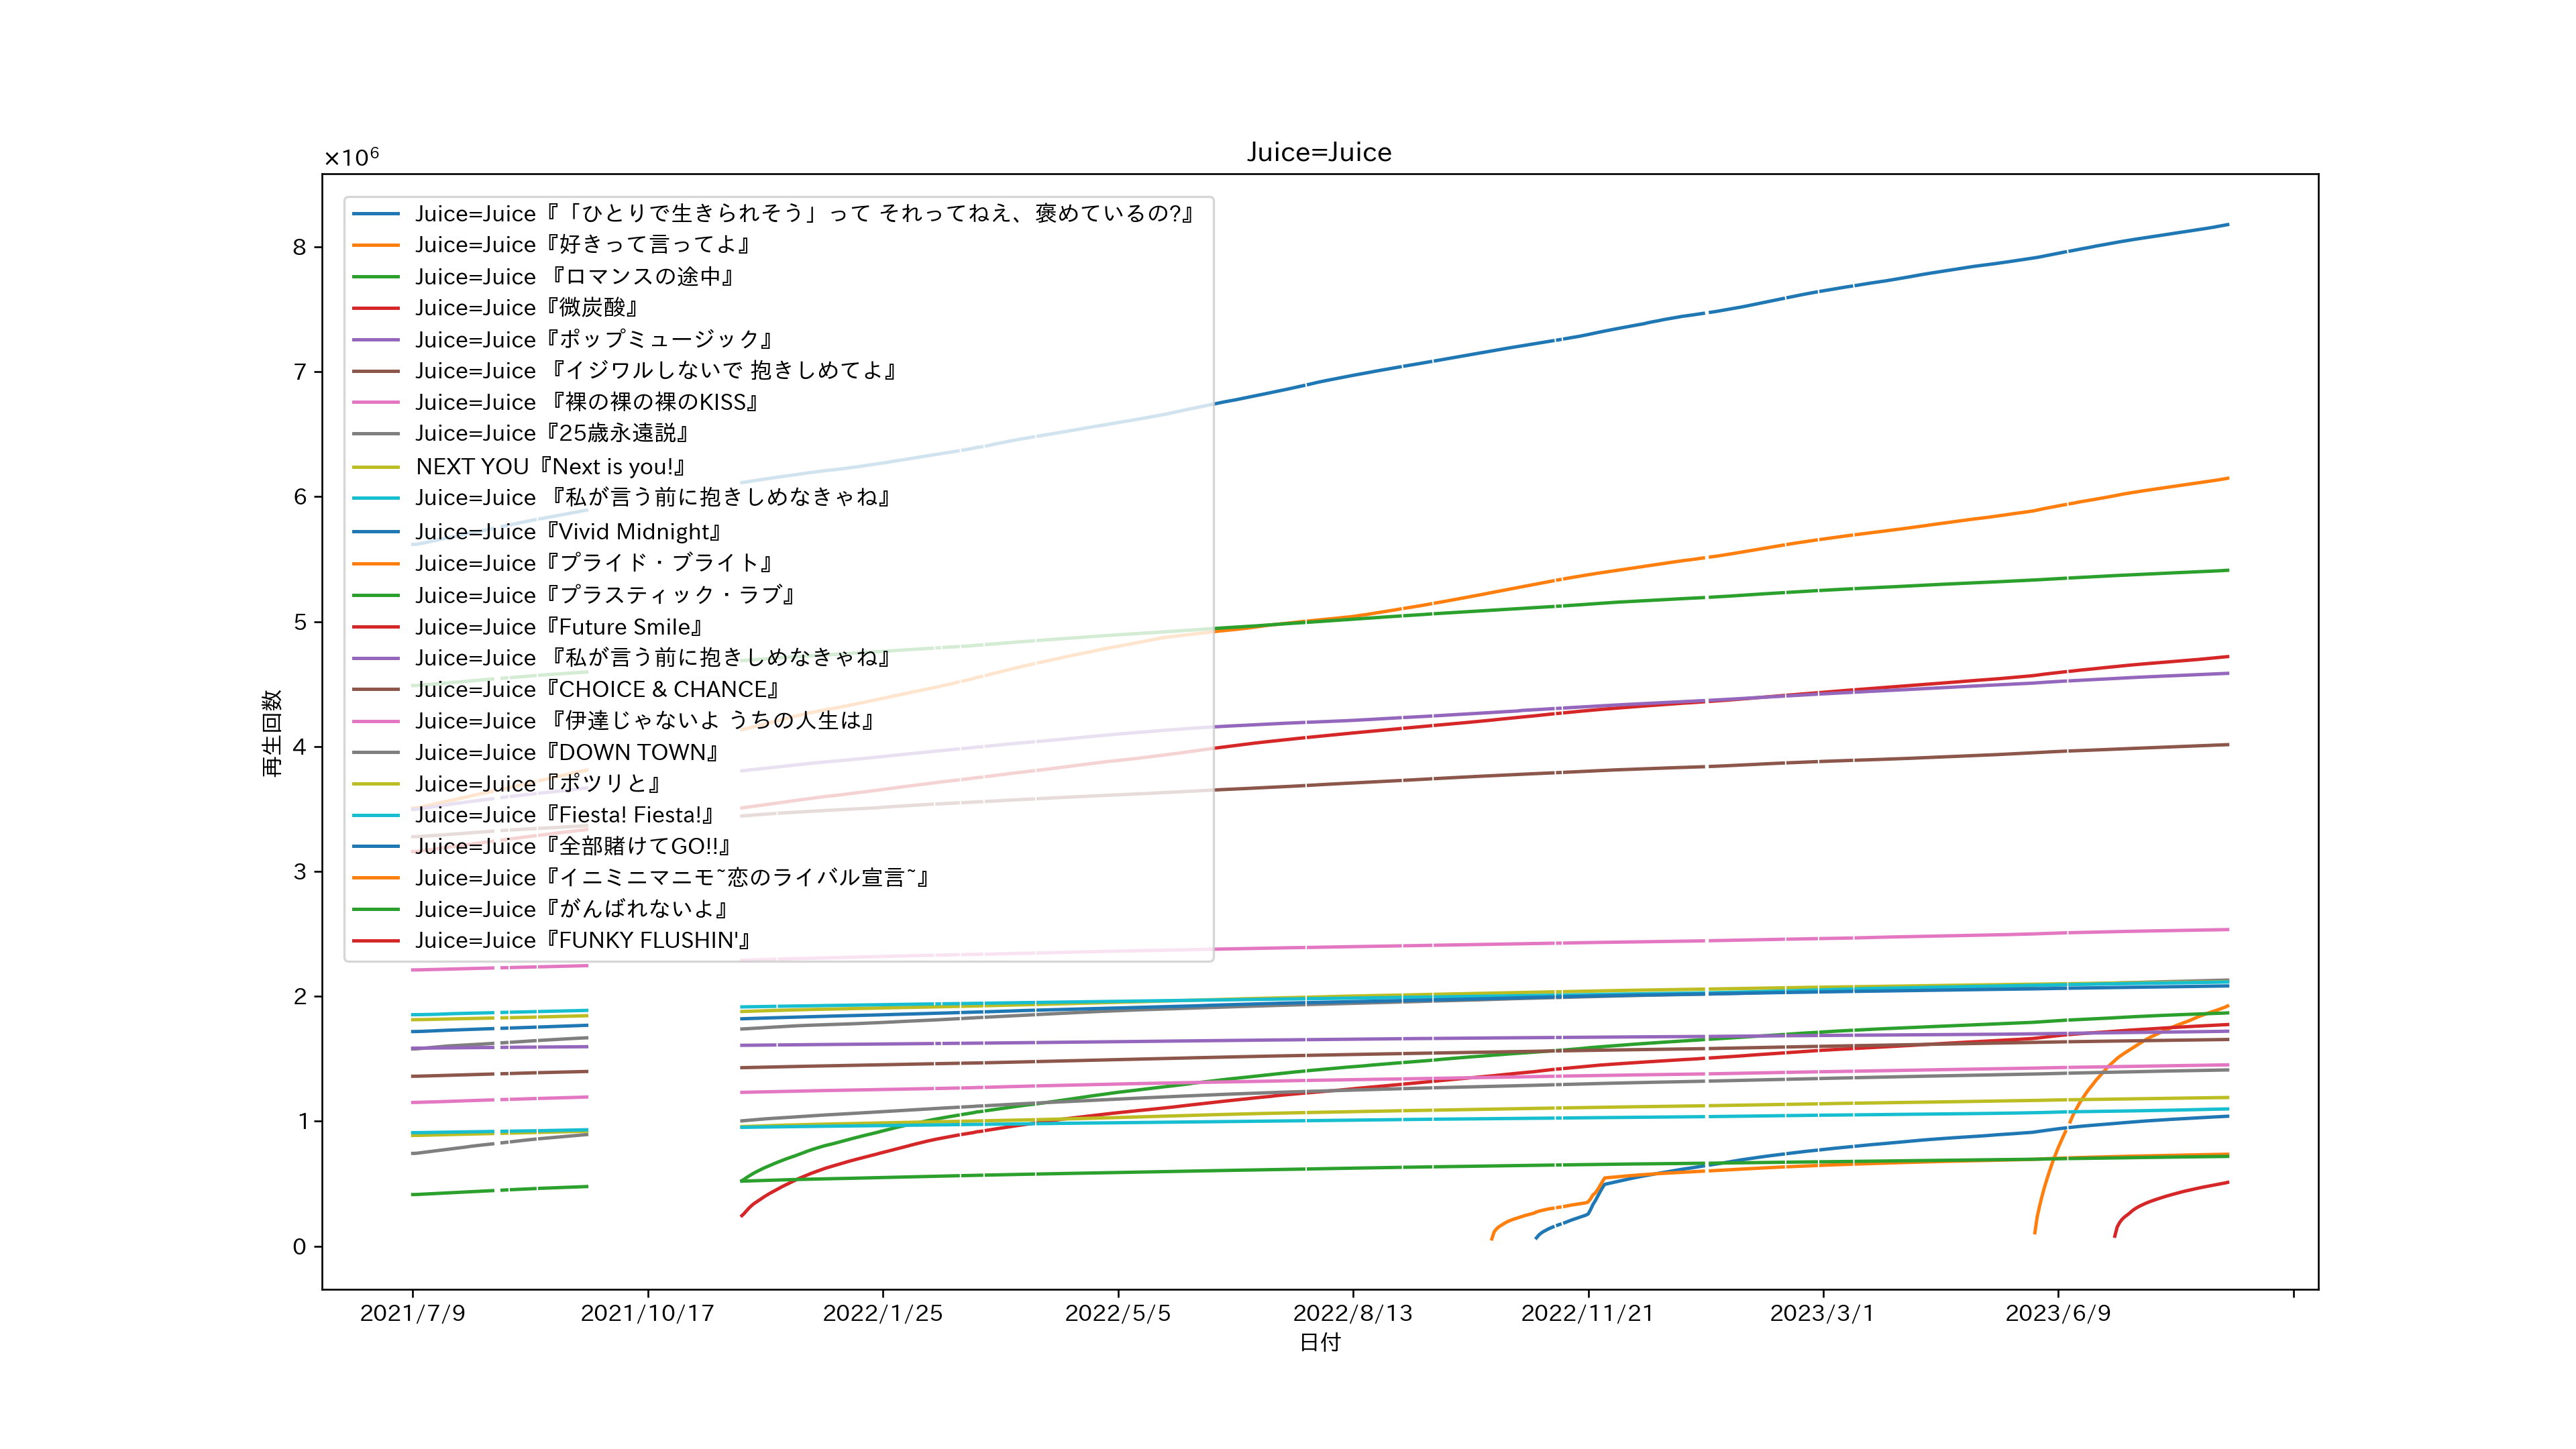 Juice=Juice
×10⁶
Juice=Juice『「ひとりで生きられそう」って それってねえ、褒めているの?』
Juice=Juice『好きって言ってよ』
Juice=Juice 『ロマンスの途中』
Juice=Juice『微炭酸』
Juice=Juice『ポップミュージック』
Juice=Juice 『イジワルしないで 抱きしめてよ』
Juice=Juice 『裸の裸の裸のKISS』
Juice=Juice『25歳永遠説』
NEXT YOU『Next is you!』
Juice=Juice 『私が言う前に抱きしめなきゃね』
Juice=Juice『Vivid Midnight』
Juice=Juice『プライド・ブライト』
Juice=Juice『プラスティック・ラブ』
Juice=Juice『Future Smile』
Juice=Juice 『私が言う前に抱きしめなきゃね』
Juice=Juice『CHOICE & CHANCE』
Juice=Juice 『伊達じゃないよ うちの人生は』
Juice=Juice『DOWN TOWN』
Juice=Juice『ポツリと』
Juice=Juice『Fiesta! Fiesta!』
Juice=Juice『全部賭けてGO!!』
Juice=Juice『イニミニマニモ~恋のライバル宣言~』
Juice=Juice『がんばれないよ』
Juice=Juice『FUNKY FLUSHIN'』
8
7
6
5
4
3
2
1
0
再生回数
2021/7/9
2021/10/17
2022/1/25
2022/5/5
2022/8/13
2022/11/21
2023/3/1
2023/6/9
日付